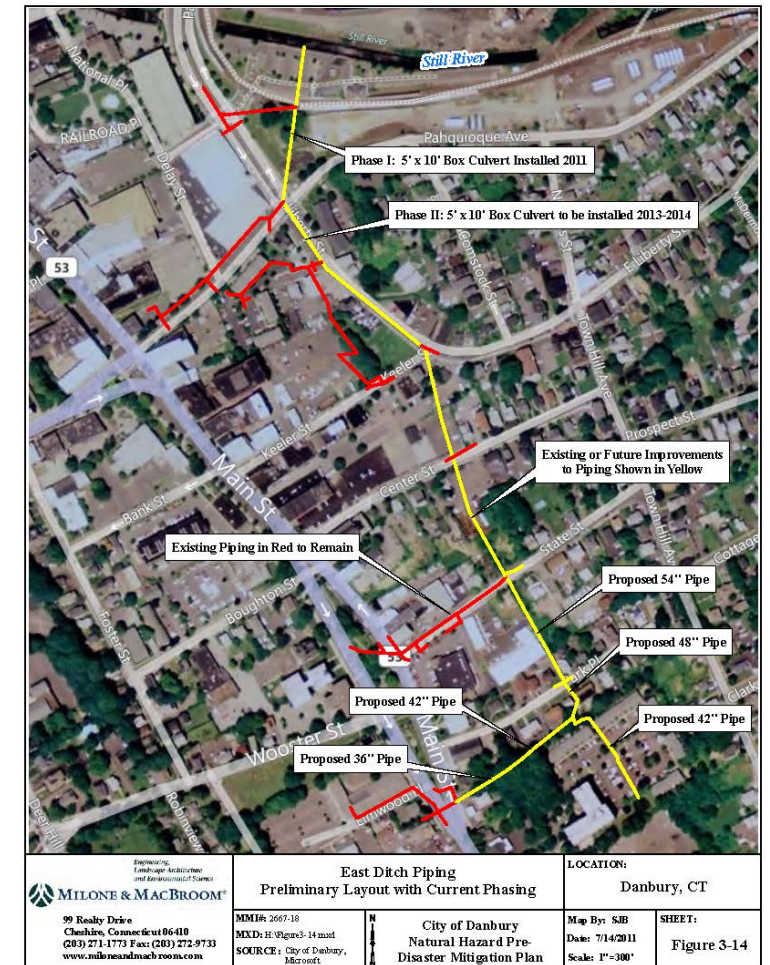 Still River
Still River
National Pl
RAILROAD Pl
Delay St
Pahquioque Ave
Phase I: 5' x 10' Box Culvert Installed 2011
Phase II: 5' x 10' Box Culvert to be installed 2013-2014
St
53
Pl
Comstock St
E Liberty St
Town Hill Ave
Keeler St
Prospect St
Keeler St
Existing or Future Improvements
to Piping Shown in Yellow
Main St
Center St
Bank St
Existing Piping in Red to Remain
State St
Town Hill Av
Cottage
Boughton St
Foster St
Proposed 54" Pipe
53
Proposed 48" Pipe
Clark
Proposed 42" Pipe
Proposed 42" Pipe
Main St
Wooster St
Proposed 36" Pipe
Deer Hill
Robinview
East Ditch Piping
Preliminary Layout with Current Phasing
LOCATION:
Danbury, CT
Engineering,
Landscape Architecture
and Environmental Science
MILONE & MACBROOM®
99 Realty Drive
Cheshire, Connecticut 06410
(203) 271-1773 Fax: (203) 272-9733
www.miloneandmacbroom.com
MMI#: 2667-18
MXD: H:\Figure3-14.mxd
SOURCE: City of Danbury,
Microsoft
N
City of Danbury
Natural Hazard Pre-
Disaster Mitigation Plan
Map By: SJB
Date: 7/14/2011
Scale: 1"=300'
SHEET:
Figure 3-14